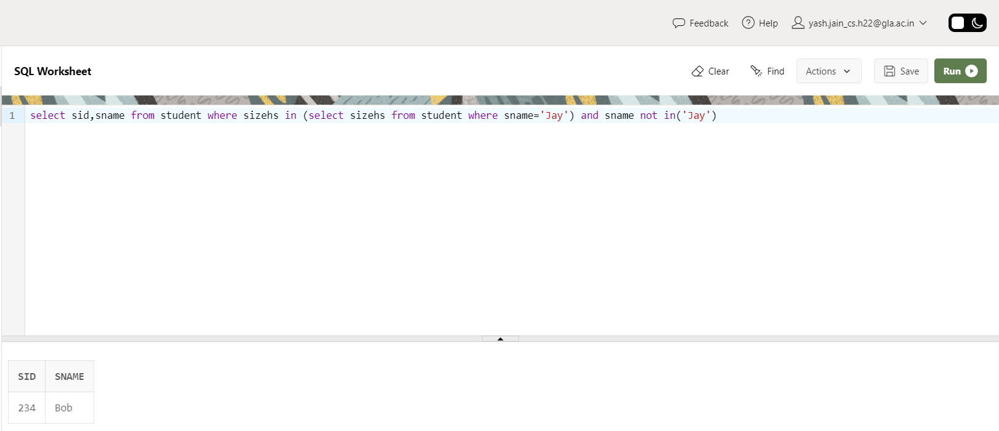 Feedback Help yash.jain_cs.h22@gla.ac.in
SQL Worksheet Clear Find Actions Save Run
1 select sid,sname from student where sizehs in (select sizehs from student where sname='Jay') and sname not in('Jay')
SID SNAME
234 Bob